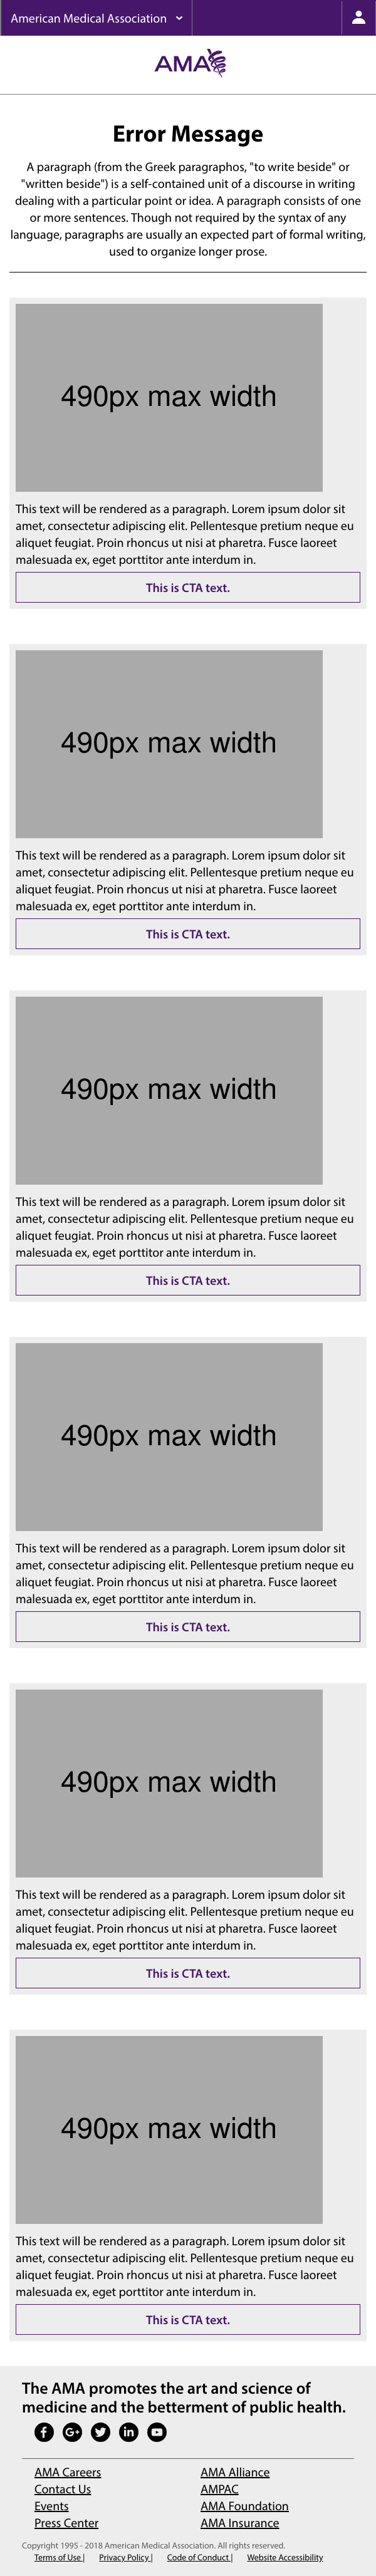 American Medical Association
AMA
Error Message
A paragraph (from the Greek paragraphos, "to write beside" or
"written beside") is a self-contained unit of a discourse in writing
dealing with a particular point or idea. A paragraph consists of one
or more sentences. Though not required by the syntax of any
language, paragraphs are usually an expected part of formal writing,
used to organize longer prose.
490px max width
This text will be rendered as a paragraph. Lorem ipsum dolor sit
amet, consectetur adipiscing elit. Pellentesque pretium neque eu
aliquet feugiat. Proin rhoncus ut nisi at pharetra. Fusce laoreet
malesuada ex, eget porttitor ante interdum in.
This is CTA text.
490px max width
This text will be rendered as a paragraph. Lorem ipsum dolor sit
amet, consectetur adipiscing elit. Pellentesque pretium neque eu
aliquet feugiat. Proin rhoncus ut nisi at pharetra. Fusce laoreet
malesuada ex, eget porttitor ante interdum in.
This is CTA text.
490px max width
This text will be rendered as a paragraph. Lorem ipsum dolor sit
amet, consectetur adipiscing elit. Pellentesque pretium neque eu
aliquet feugiat. Proin rhoncus ut nisi at pharetra. Fusce laoreet
malesuada ex, eget porttitor ante interdum in.
This is CTA text.
490px max width
This text will be rendered as a paragraph. Lorem ipsum dolor sit
amet, consectetur adipiscing elit. Pellentesque pretium neque eu
aliquet feugiat. Proin rhoncus ut nisi at pharetra. Fusce laoreet
malesuada ex, eget porttitor ante interdum in.
This is CTA text.
490px max width
This text will be rendered as a paragraph. Lorem ipsum dolor sit
amet, consectetur adipiscing elit. Pellentesque pretium neque eu
aliquet feugiat. Proin rhoncus ut nisi at pharetra. Fusce laoreet
malesuada ex, eget porttitor ante interdum in.
This is CTA text.
490px max width
This text will be rendered as a paragraph. Lorem ipsum dolor sit
amet, consectetur adipiscing elit. Pellentesque pretium neque eu
aliquet feugiat. Proin rhoncus ut nisi at pharetra. Fusce laoreet
malesuada ex, eget porttitor ante interdum in.
This is CTA text.
The AMA promotes the art and science of
medicine and the betterment of public health.
AMA Careers
Contact Us
Events
Press Center
AMA Alliance
AMPAC
AMA Foundation
AMA Insurance
Copyright 1995 - 2018 American Medical Association. All rights reserved.
Terms of Use | Privacy Policy | Code of Conduct | Website Accessibility